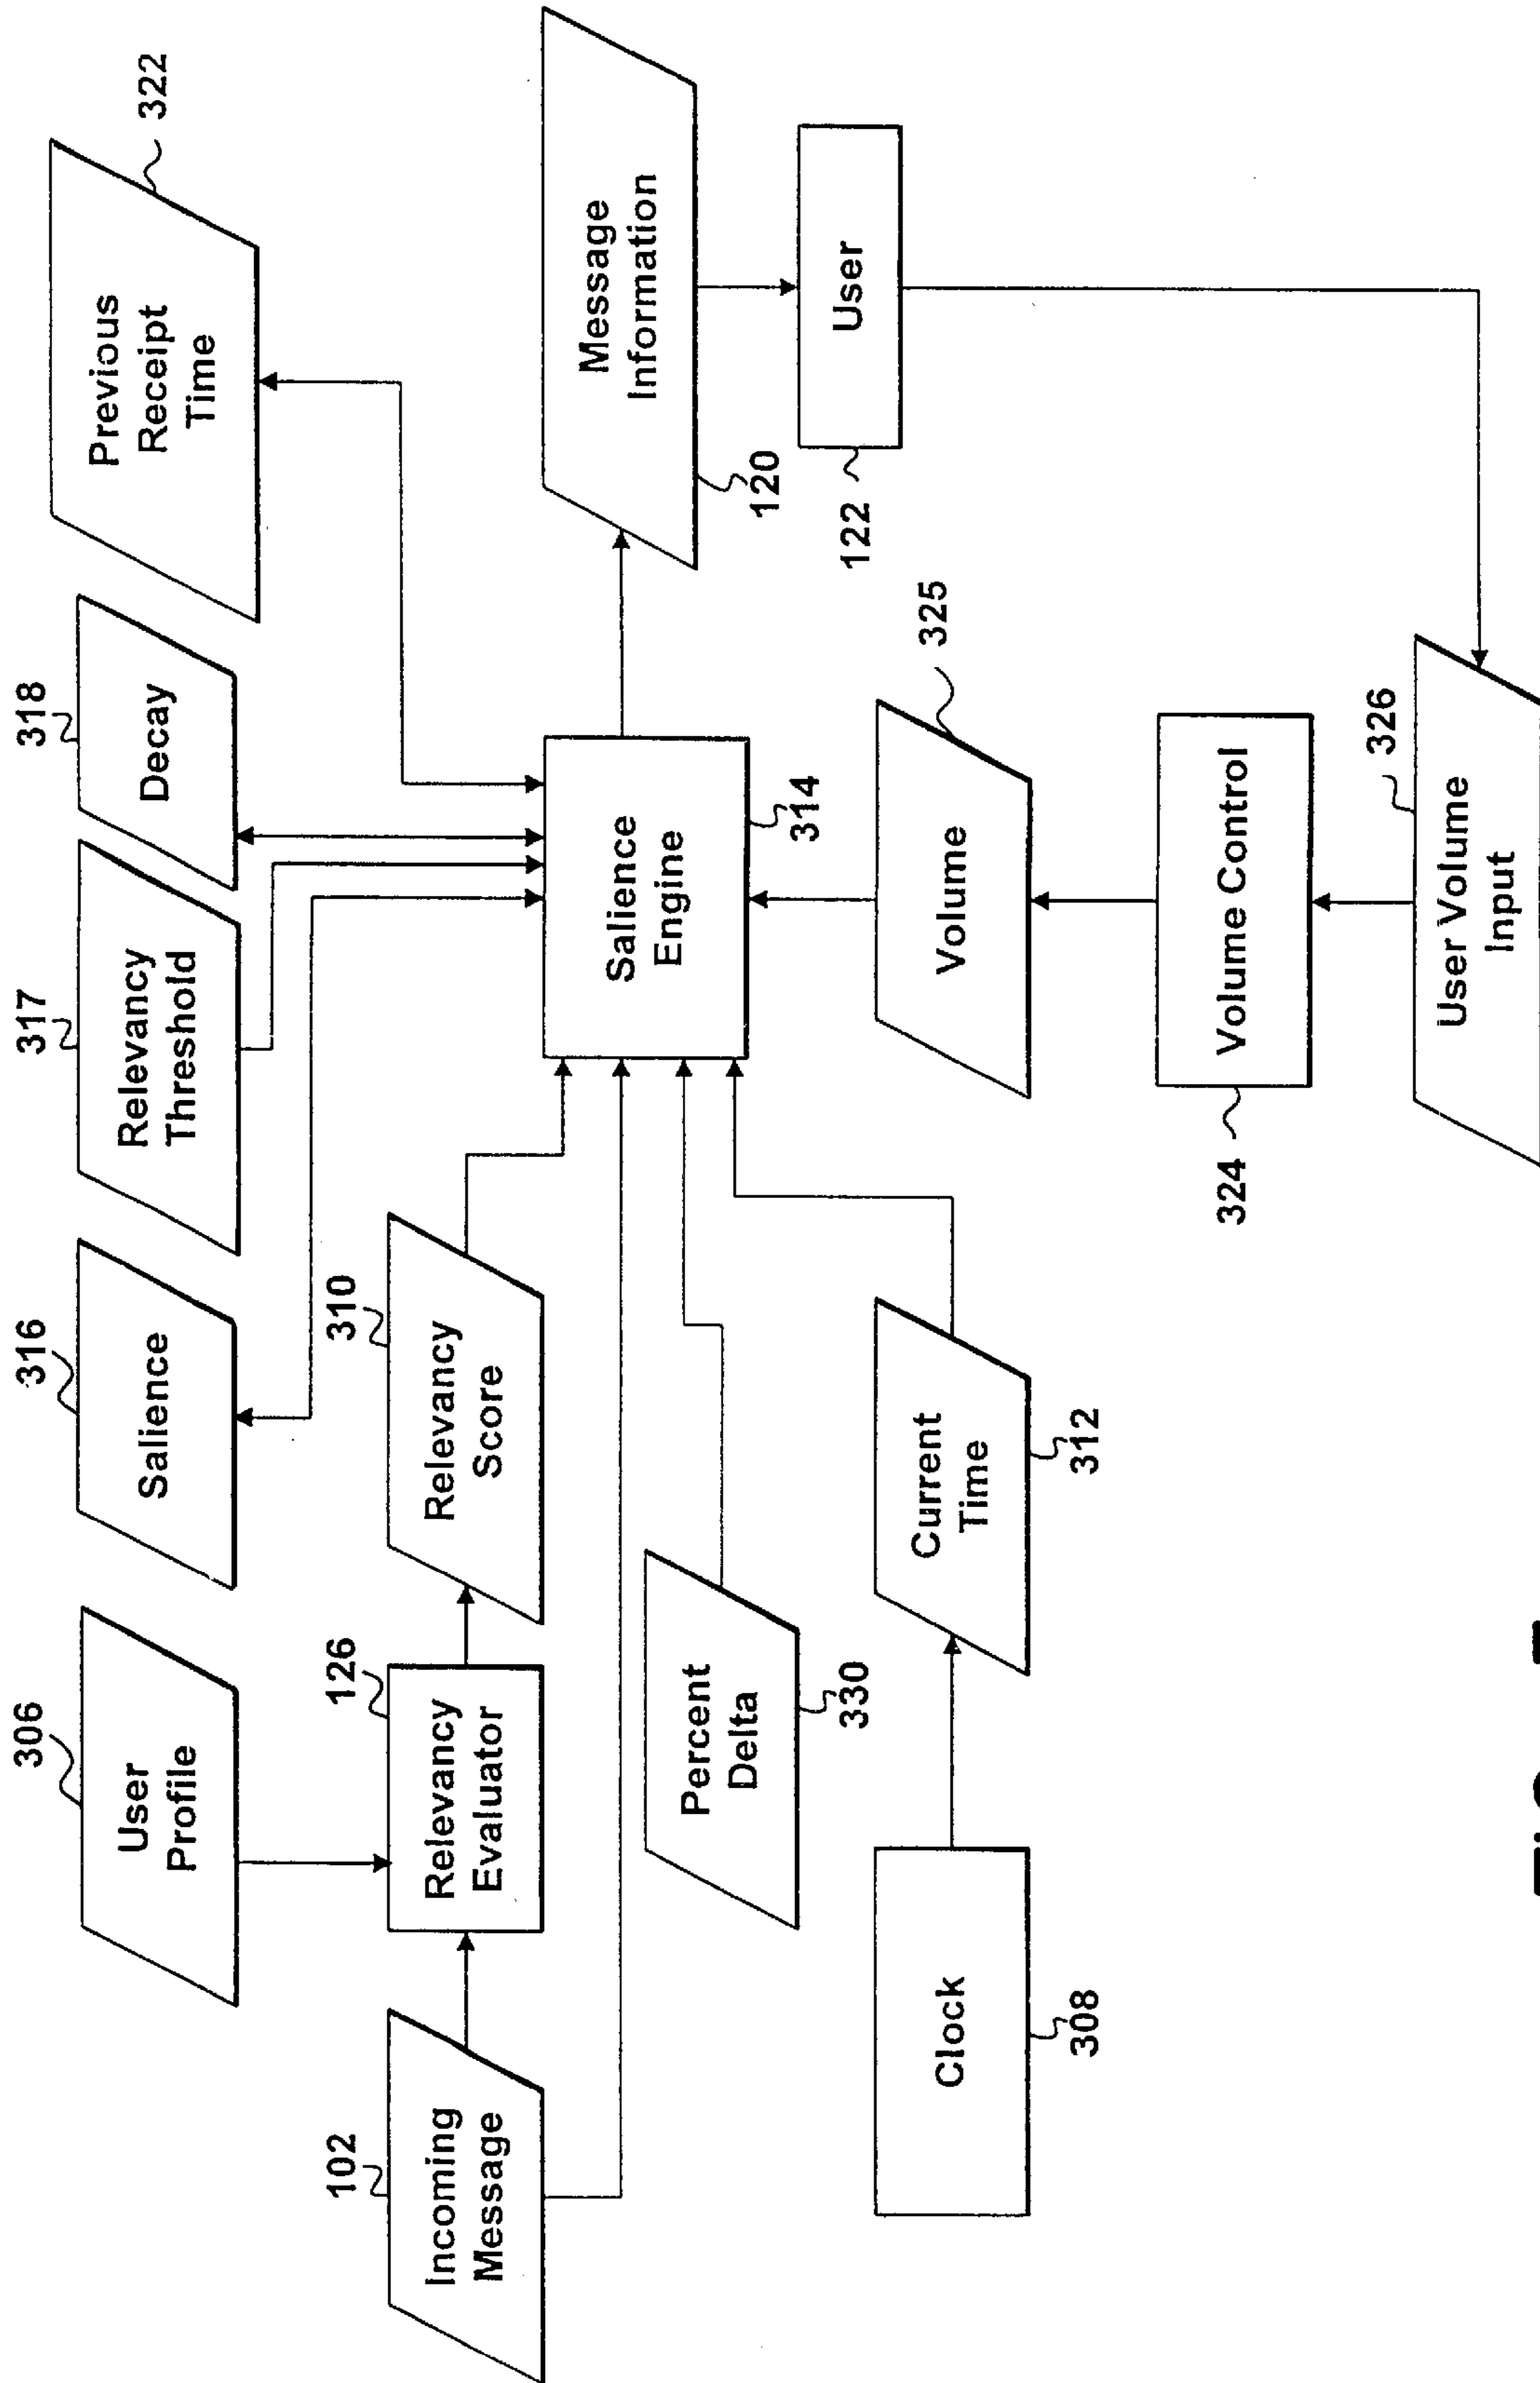 306
User
Profile
316
Salience
317
Relevancy
Threshold
318
Decay
Previous
Receipt
Time
322
102
Incoming
Message
126
Relevancy
Evaluator
310
Relevancy
Score
Salience
Engine
314
Message
Information
120
Percent
Delta
330
User
122
Clock
308
Current
Time
312
Volume
325
Volume Control
324
User Volume
Input
326